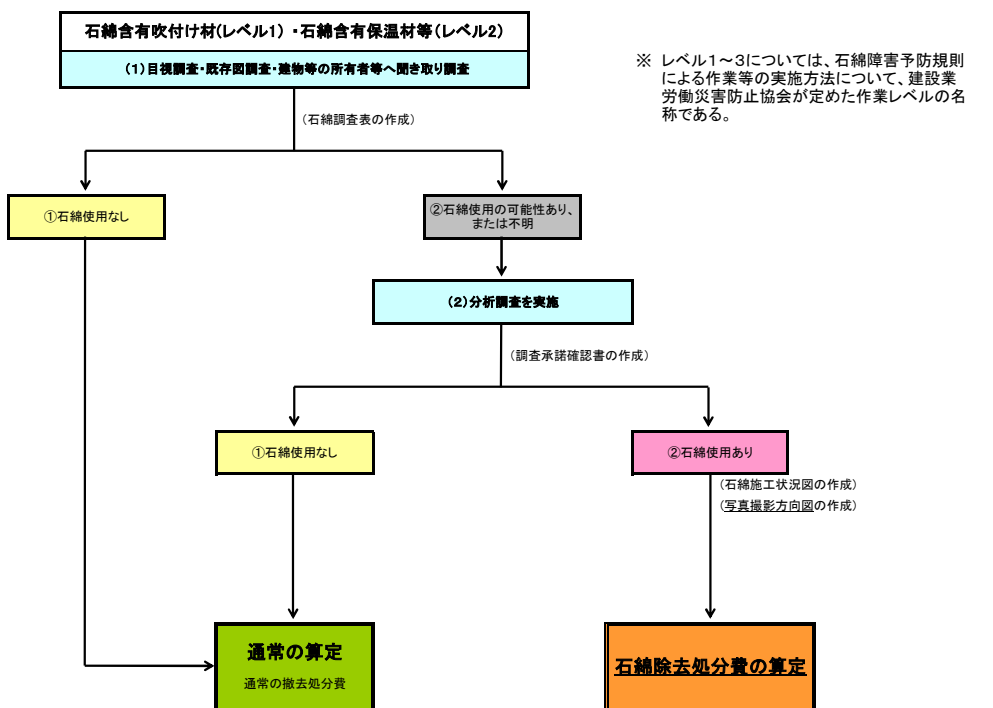 石綿含有吹付け材(レベル1)・石綿含有保温材等(レベル2)
(1)目視調査・既存図調査・建物等の所有者等へ聞き取り調査
※ レベル1~3については、石綿障害予防規則
による作業等の実施方法について、建設業
労働災害防止協会が定めた作業レベルの名
称である。
(石綿調査表の作成)
①石綿使用なし
②石綿使用の可能性あり、
または不明
(2)分析調査を実施
(調査承諾確認書の作成)
①石綿使用なし
②石綿使用あり
(石綿施工状況図の作成)
(写真撮影方向図の作成)
通常の算定
通常の撤去処分費
石綿除去処分費の算定